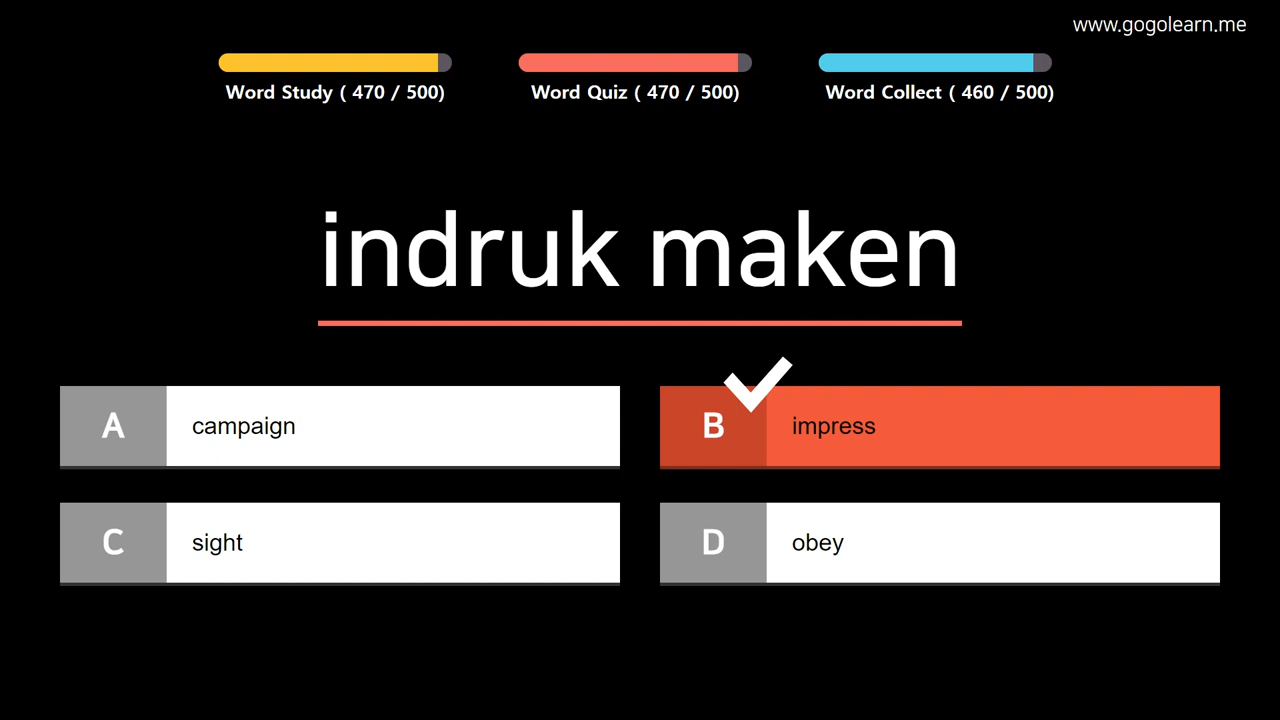 www.gogolearn.me
Word Study ( 470 / 500)
Word Quiz ( 470 / 500)
Word Collect ( 460 / 500)
indruk maken
A campaign
B impress
C sight
D obey